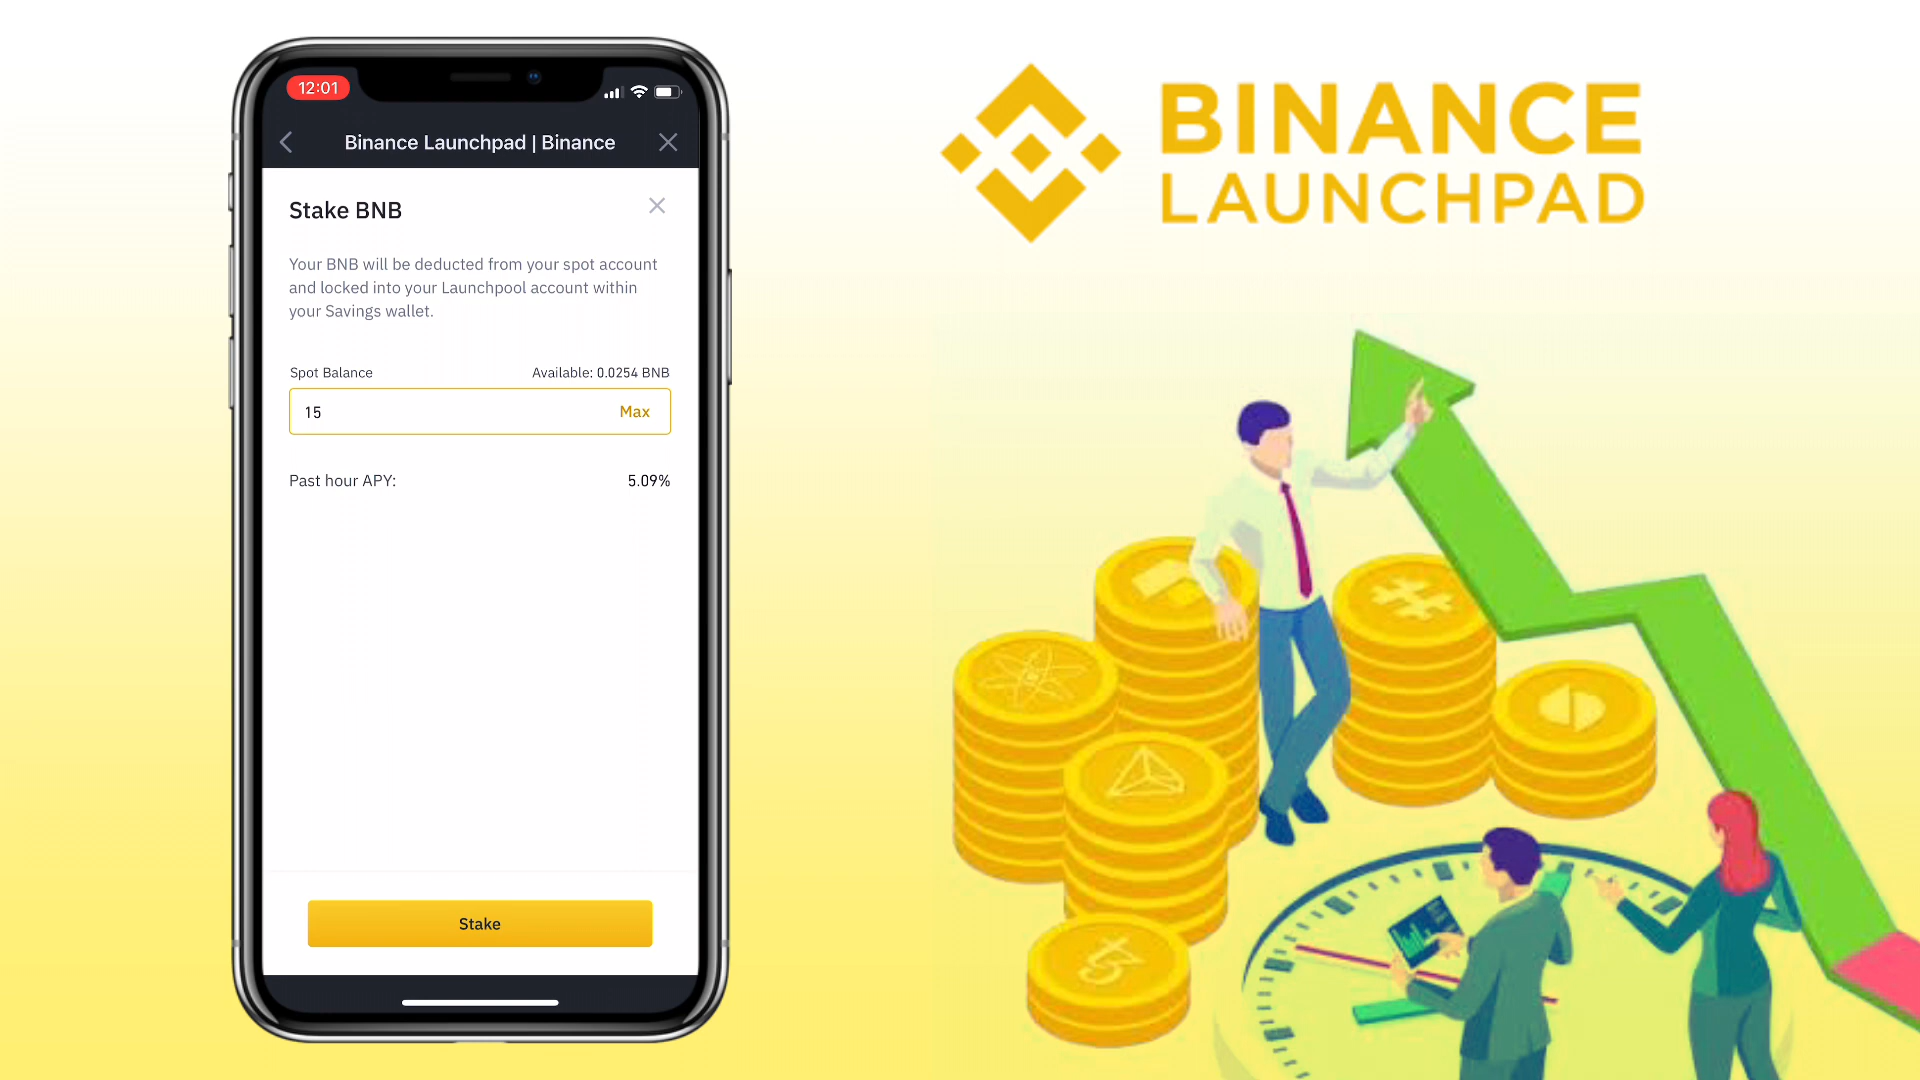 12:01
Binance Launchpad | Binance
Stake BNB
Your BNB will be deducted from your spot account
and locked into your Launchpool account within
your Savings wallet.
Spot Balance Available: 0.0254 BNB
15 Max
Past hour APY: 5.09%
Stake
BINANCE
LAUNCHPAD